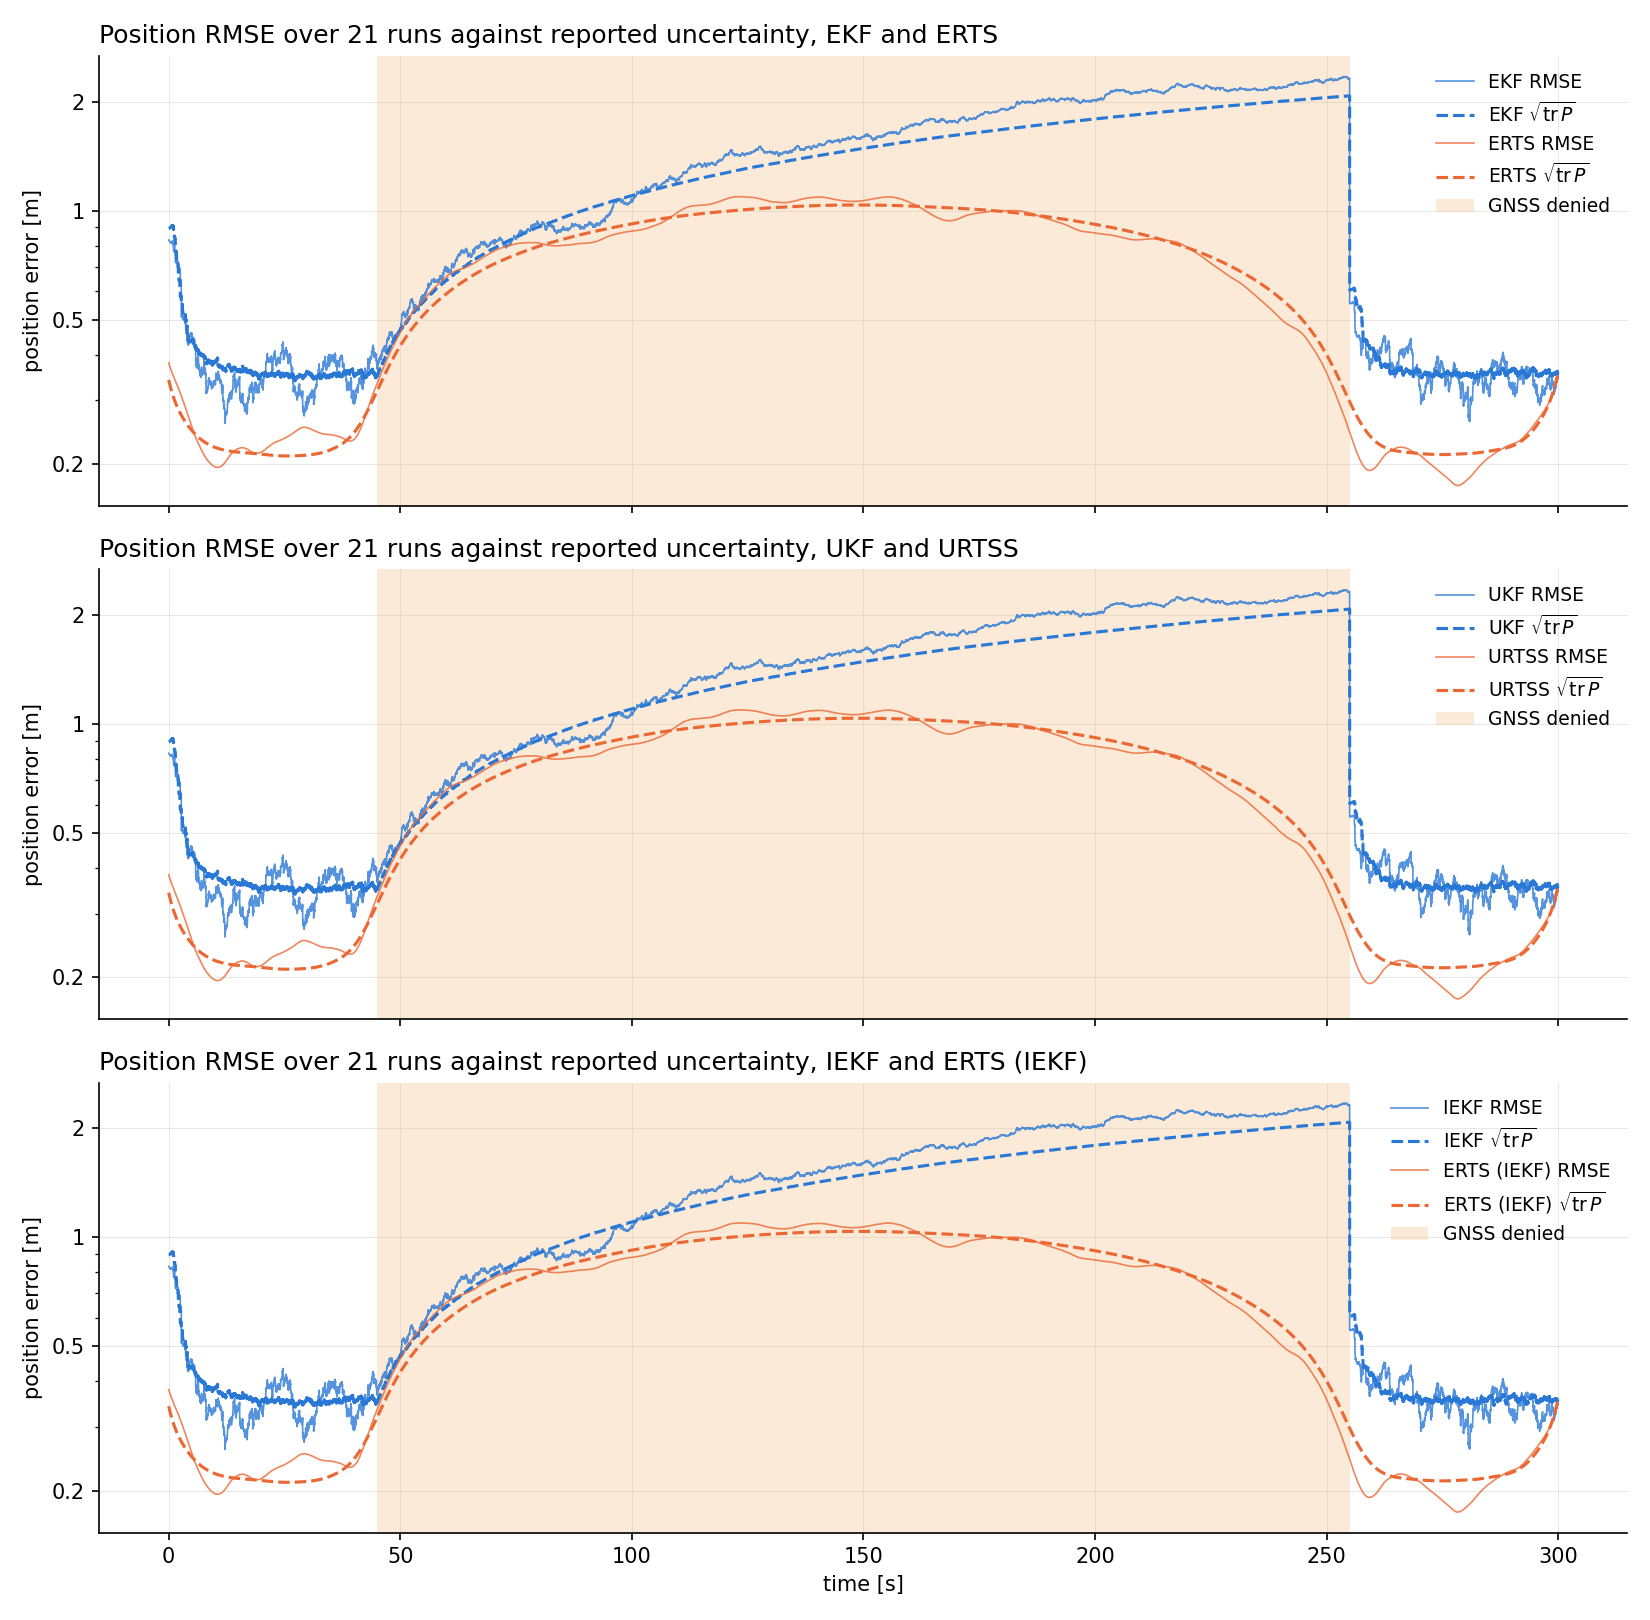 Position RMSE over 21 runs against reported uncertainty, EKF and ERTS
position error [m]
2
1
0.5
0.2
EKF RMSE
EKF √tr P
ERTS RMSE
ERTS √tr P
GNSS denied
Position RMSE over 21 runs against reported uncertainty, UKF and URTSS
position error [m]
2
1
0.5
0.2
UKF RMSE
UKF √tr P
URTSS RMSE
URTSS √tr P
GNSS denied
Position RMSE over 21 runs against reported uncertainty, IEKF and ERTS (IEKF)
position error [m]
2
1
0.5
0.2
IEKF RMSE
IEKF √tr P
ERTS (IEKF) RMSE
ERTS (IEKF) √tr P
GNSS denied
0 50 100 150 200 250 300
time [s]